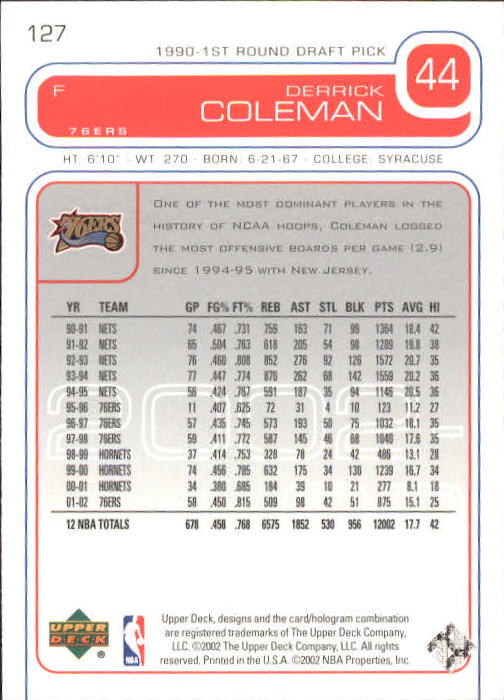 127
1990-1ST ROUND DRAFT PICK
F
DERRICK
44
COLEMAN
76ERS
HT. 6'10" - WT. 270 - BORN: 6-21-67 - COLLEGE: SYRACUSE
76ERS
ONE OF THE MOST DOMINANT PLAYERS IN THE
HISTORY OF NCAA HOOPS, COLEMAN LOGGED
THE MOST OFFENSIVE BOARDS PER GAME (2.9)
SINCE 1994-95 WITH NEW JERSEY.
YR TEAM GP FG% FT% REB AST STL BLK PTS AVG HI
90-91 NETS 74 .467 .731 759 163 71 99 1364 18.4 42
91-92 NETS 65 .504 .763 618 205 54 98 1289 19.8 38
92-93 NETS 76 .460 .808 852 276 92 126 1572 20.7 35
93-94 NETS 77 .447 .774 870 262 68 142 1559 20.2 36
94-95 NETS 56 .424 .767 591 187 35 94 1146 20.5 36
95-96 76ERS 11 .407 .625 72 31 4 10 123 11.2 27
96-97 76ERS 57 .435 .745 573 193 50 75 1032 18.1 35
97-98 76ERS 59 .411 .772 587 145 46 68 1040 17.6 35
98-99 HORNETS 37 .414 .753 328 78 24 42 486 13.1 28
99-00 HORNETS 74 .456 .785 632 175 34 130 1239 16.7 34
00-01 HORNETS 34 .380 .685 184 39 10 21 277 8.1 18
01-02 76ERS 58 .450 .815 509 98 42 51 875 15.1 25
12 NBA TOTALS 678 .458 .768 6575 1852 530 956 12002 17.7 42
2002-
UPPER
DECK
®
NBA
Upper Deck, designs and the card/hologram combination
are registered trademarks of The Upper Deck Company,
LLC. ©2002 The Upper Deck Company, LLC. All rights
reserved. Printed in the U.S.A. ©2002 NBA Properties, Inc.